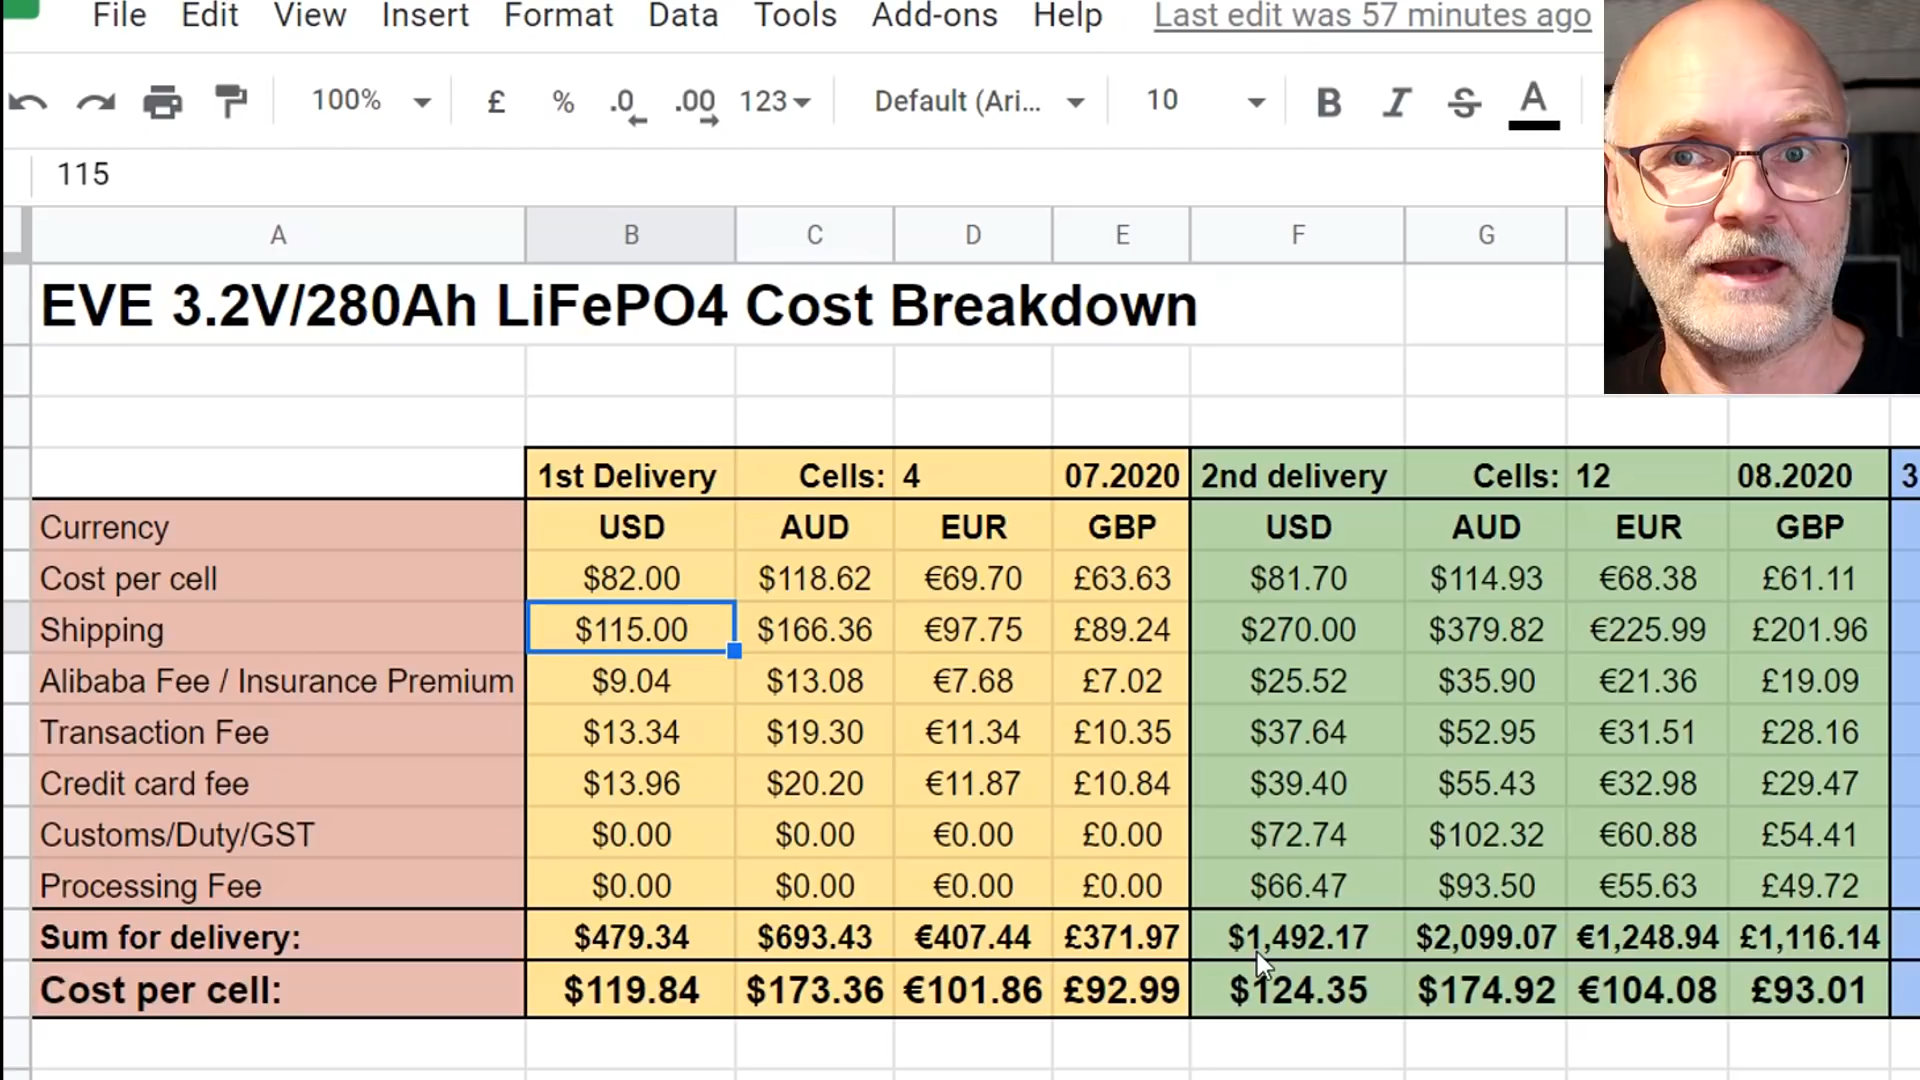 File Edit View Insert Format Data Tools Add-ons Help Last edit was 57 minutes ago
100% £ % .0 .00 123 Default (Ari... 10 B I S A
115
A B C D E F G
EVE 3.2V/280Ah LiFePO4 Cost Breakdown
1st Delivery Cells: 4 07.2020 2nd delivery Cells: 12 08.2020 3
Currency USD AUD EUR GBP USD AUD EUR GBP
Cost per cell $82.00 $118.62 €69.70 £63.63 $81.70 $114.93 €68.38 £61.11
Shipping $115.00 $166.36 €97.75 £89.24 $270.00 $379.82 €225.99 £201.96
Alibaba Fee / Insurance Premium $9.04 $13.08 €7.68 £7.02 $25.52 $35.90 €21.36 £19.09
Transaction Fee $13.34 $19.30 €11.34 £10.35 $37.64 $52.95 €31.51 £28.16
Credit card fee $13.96 $20.20 €11.87 £10.84 $39.40 $55.43 €32.98 £29.47
Customs/Duty/GST $0.00 $0.00 €0.00 £0.00 $72.74 $102.32 €60.88 £54.41
Processing Fee $0.00 $0.00 €0.00 £0.00 $66.47 $93.50 €55.63 £49.72
Sum for delivery: $479.34 $693.43 €407.44 £371.97 $1,492.17 $2,099.07 €1,248.94 £1,116.14
Cost per cell: $119.84 $173.36 €101.86 £92.99 $124.35 $174.92 €104.08 £93.01